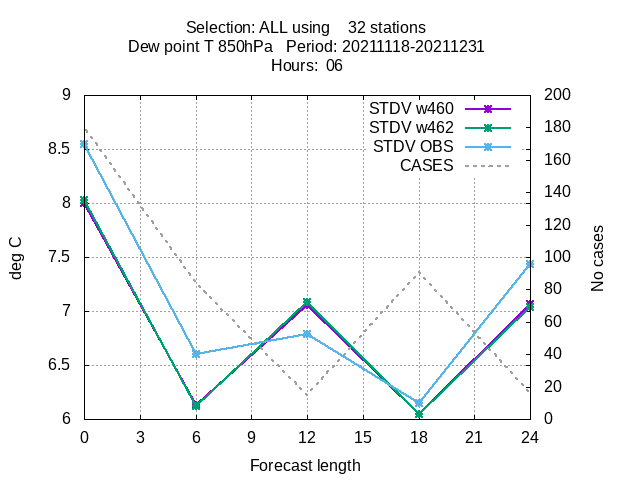 Selection: ALL using    32 stations
Dew point T 850hPa   Period: 20211118-20211231
Hours:  06
STDV w460
STDV w462
STDV OBS
CASES
9
8.5
8
7.5
7
6.5
6
200
180
160
140
120
100
80
60
40
20
0
deg C
No cases
0 3 6 9 12 15 18 21 24
Forecast length